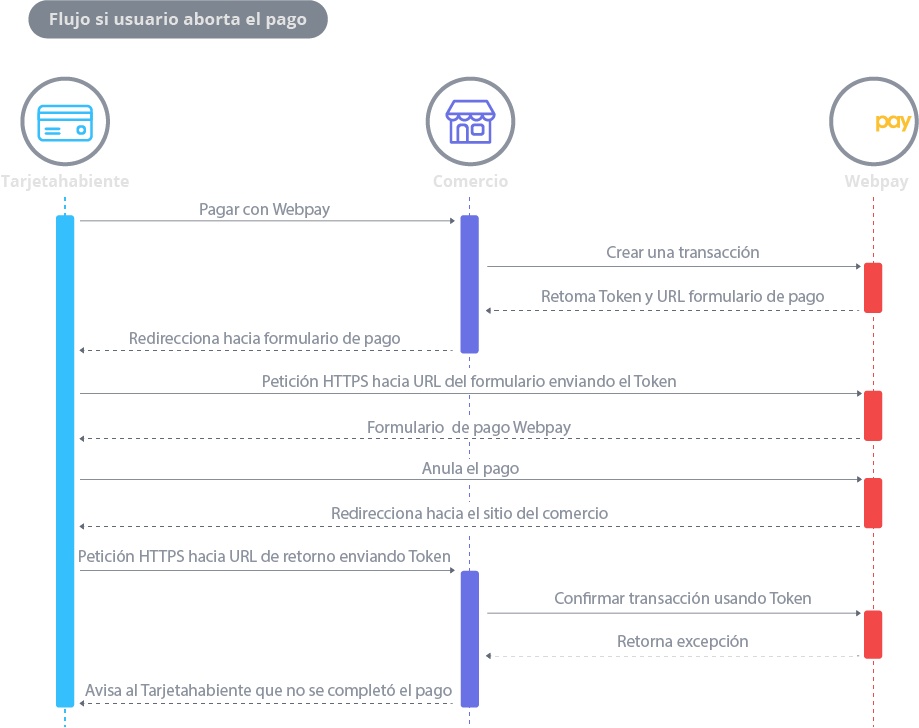 Flujo si usuario aborta el pago
pay
Tarjetahabiente
Comercio
Webpay
Pagar con Webpay
Crear una transacción
Retoma Token y URL formulario de pago
Redirecciona hacia formulario de pago
Petición HTTPS hacia URL del formulario enviando el Token
Formulario de pago Webpay
Anula el pago
Redirecciona hacia el sitio del comercio
Petición HTTPS hacia URL de retorno enviando Token
Confirmar transacción usando Token
Retorna excepción
Avisa al Tarjetahabiente que no se completó el pago